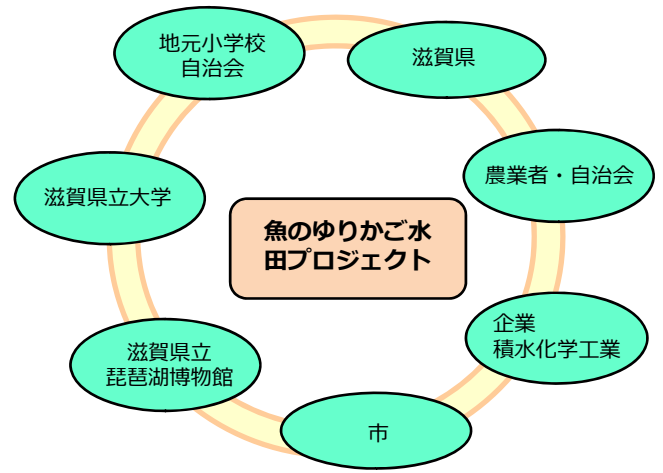 地元小学校
自治会
滋賀県
農業者・自治会
滋賀県立大学
魚のゆりかご水
田プロジェクト
企業
積水化学工業
滋賀県立
琵琶湖博物館
市